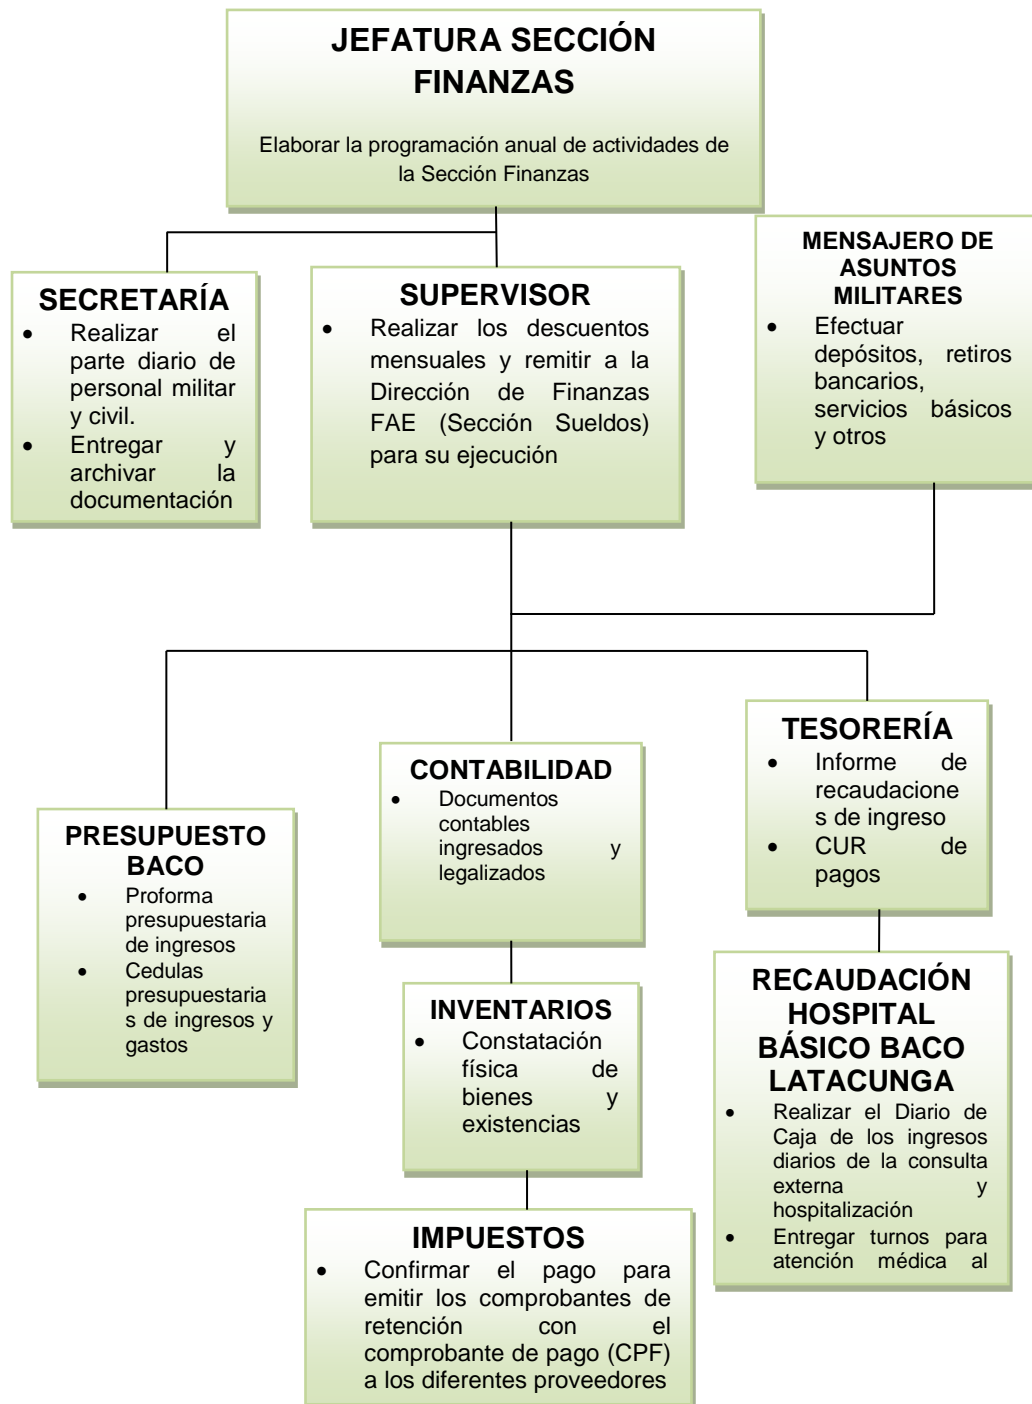 JEFATURA SECCIÓN
FINANZAS
Elaborar la programación anual de actividades de
la Sección Finanzas
SECRETARÍA
• Realizar el
parte diario de
personal militar
y civil.
• Entregar y
archivar la
documentación
SUPERVISOR
• Realizar los descuentos
mensuales y remitir a la
Dirección de Finanzas
FAE (Sección Sueldos)
para su ejecución
MENSAJERO DE
ASUNTOS
MILITARES
• Efectuar
depósitos, retiros
bancarios,
servicios básicos
y otros
PRESUPUESTO
BACO
• Proforma
presupuestaria
de ingresos
• Cedulas
presupuestaria
s de ingresos y
gastos
CONTABILIDAD
• Documentos
contables
ingresados y
legalizados
TESORERÍA
• Informe de
recaudacione
s de ingreso
• CUR de
pagos
INVENTARIOS
• Constatación
física de
bienes y
existencias
RECAUDACIÓN
HOSPITAL
BÁSICO BACO
LATACUNGA
• Realizar el Diario de
Caja de los ingresos
diarios de la consulta
externa y
hospitalización
• Entregar turnos para
atención médica al
IMPUESTOS
• Confirmar el pago para
emitir los comprobantes de
retención con el
comprobante de pago (CPF)
a los diferentes proveedores